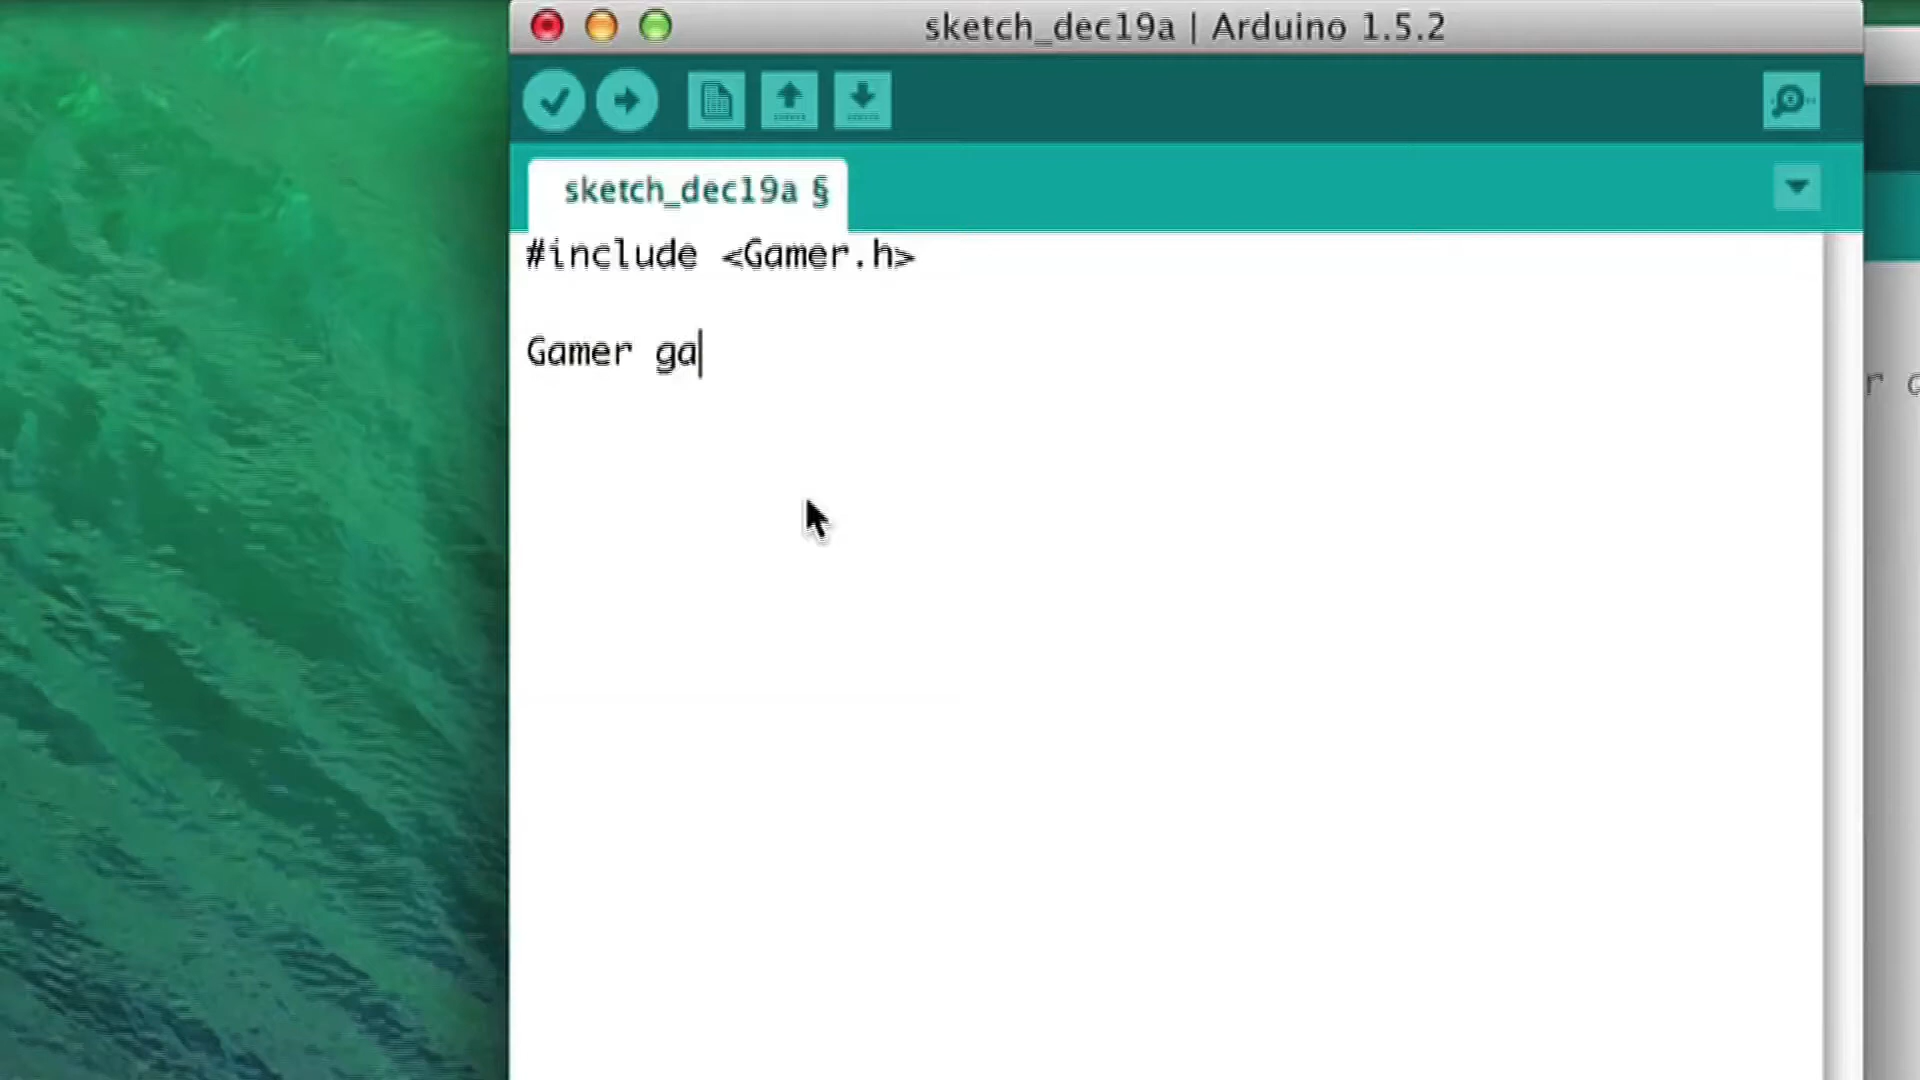 sketch_dec19a | Arduino 1.5.2
sketch_dec19a §
#include <Gamer.h>
Gamer ga
r